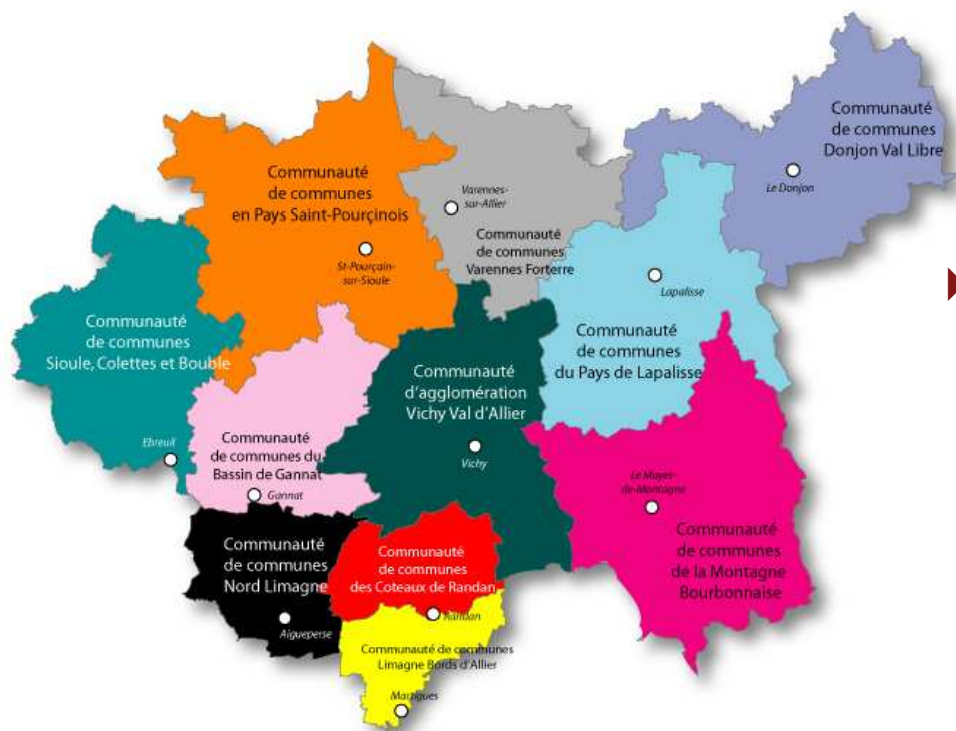 Communauté
de communes
Donjon Val Libre
Le Donjon
Communauté
de communes
en Pays Saint-Pourçinois
St-Pourçain-
sur-Sioule
Varennes-
sur-Allier
Communauté
de communes
Varennes Forterre
Lapalisse
Communauté
de communes
du Pays de Lapalisse
Communauté
de communes
Sioule, Colettes et Bouble
Ebreuil
Communauté
d'agglomération
Vichy Val d'Allier
Vichy
Communauté
de communes du
Bassin de Gannat
Gannat
Le Mayet-
de-Montagne
Communauté
de communes
de la Montagne
Bourbonnaise
Communauté
de communes
Nord Limagne
Aigueperse
Communauté
de communes
des Coteaux de Randan
Randan
Communauté de communes
Limagne Bords d'Allier
Martigues